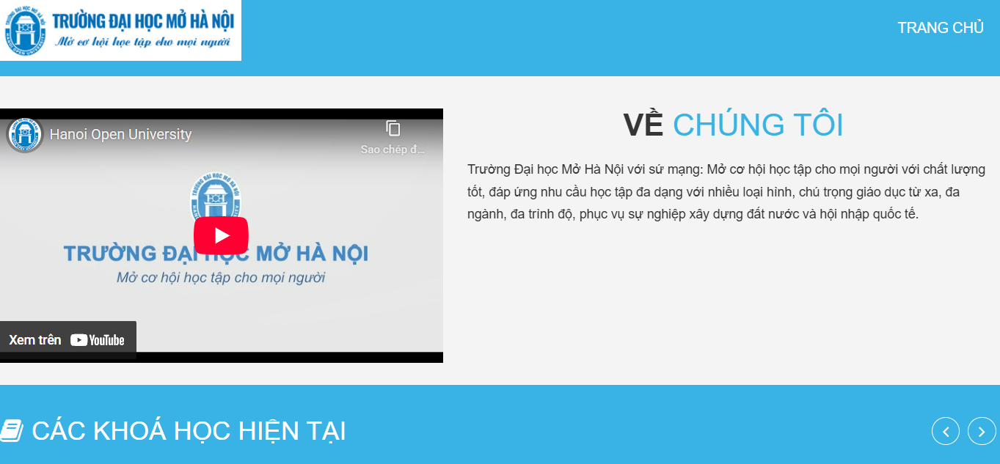 TRƯỜNG ĐẠI HỌC MỞ HÀ NỘI
Mở cơ hội học tập cho mọi người
TRANG CHỦ
Hanoi Open University
Sao chép đ...
TRƯỜNG ĐẠI HỌC MỞ HÀ NỘI
Mở cơ hội học tập cho mọi người
Xem trên YouTube
VỀ CHÚNG TÔI
Trường Đại học Mở Hà Nội với sứ mạng: Mở cơ hội học tập cho mọi người với chất lượng
tốt, đáp ứng nhu cầu học tập đa dạng với nhiều loại hình, chú trọng giáo dục từ xa, đa
ngành, đa trình độ, phục vụ sự nghiệp xây dựng đất nước và hội nhập quốc tế.
CÁC KHOÁ HỌC HIỆN TẠI